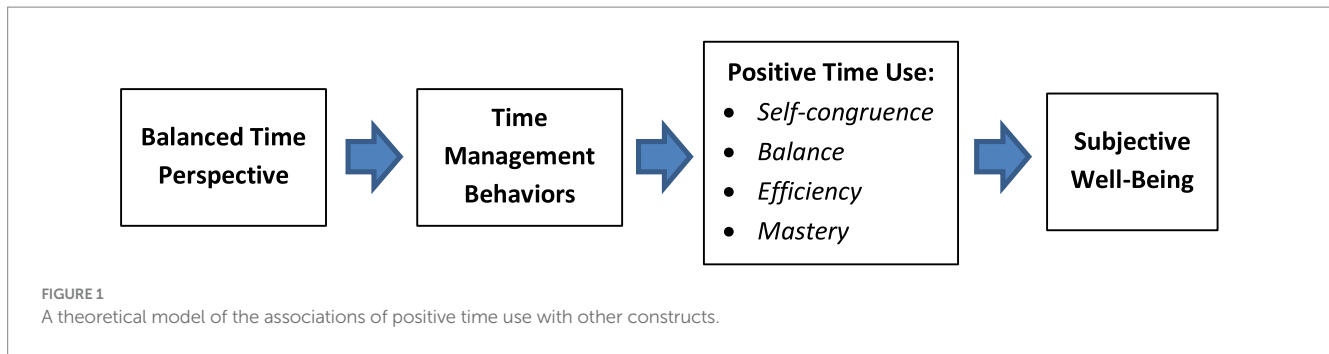 Balanced Time
Perspective
Time
Management
Behaviors
Positive Time Use:
• Self-congruence
• Balance
• Efficiency
• Mastery
Subjective
Well-Being
FIGURE 1
A theoretical model of the associations of positive time use with other constructs.